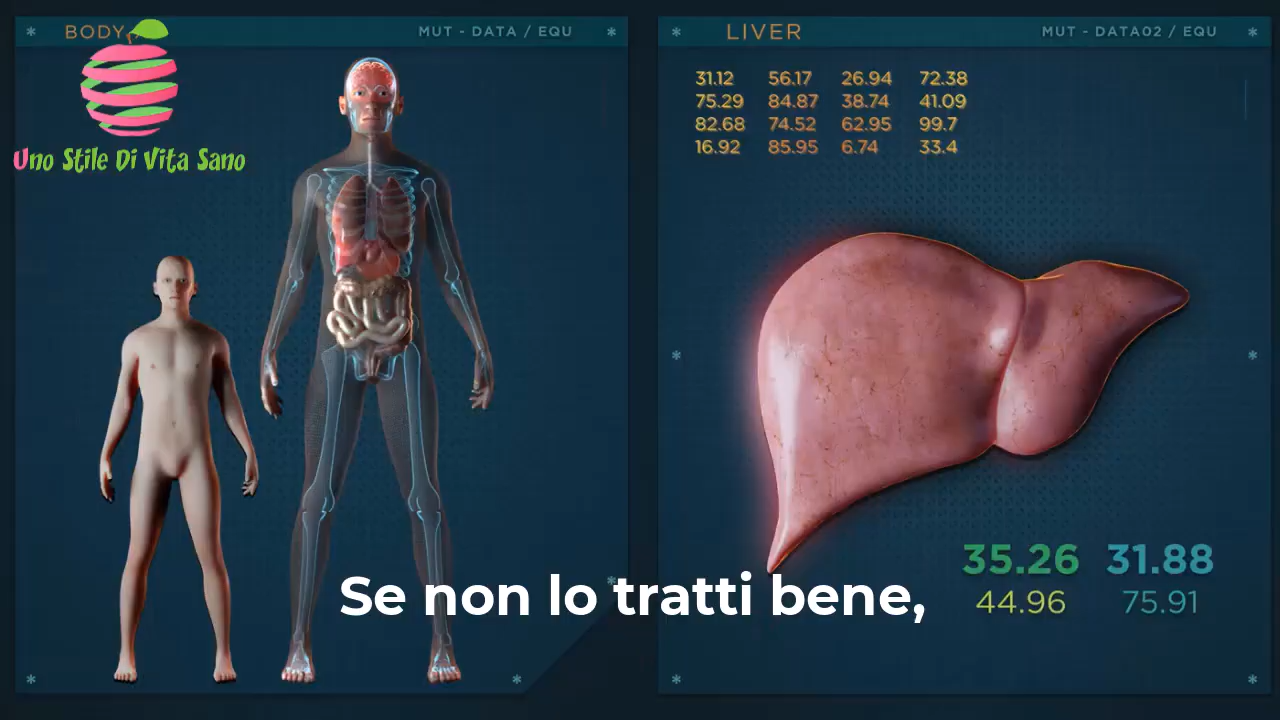 BODY
MUT - DATA / EQU
Uno Stile Di Vita Sano
LIVER
MUT - DATA02 / EQU
31.12 56.17 26.94 72.38
75.29 84.87 38.74 41.09
82.68 74.52 62.95 99.7
16.92 85.95 6.74 33.4
35.26 31.88
44.96 75.91
Se non lo tratti bene,